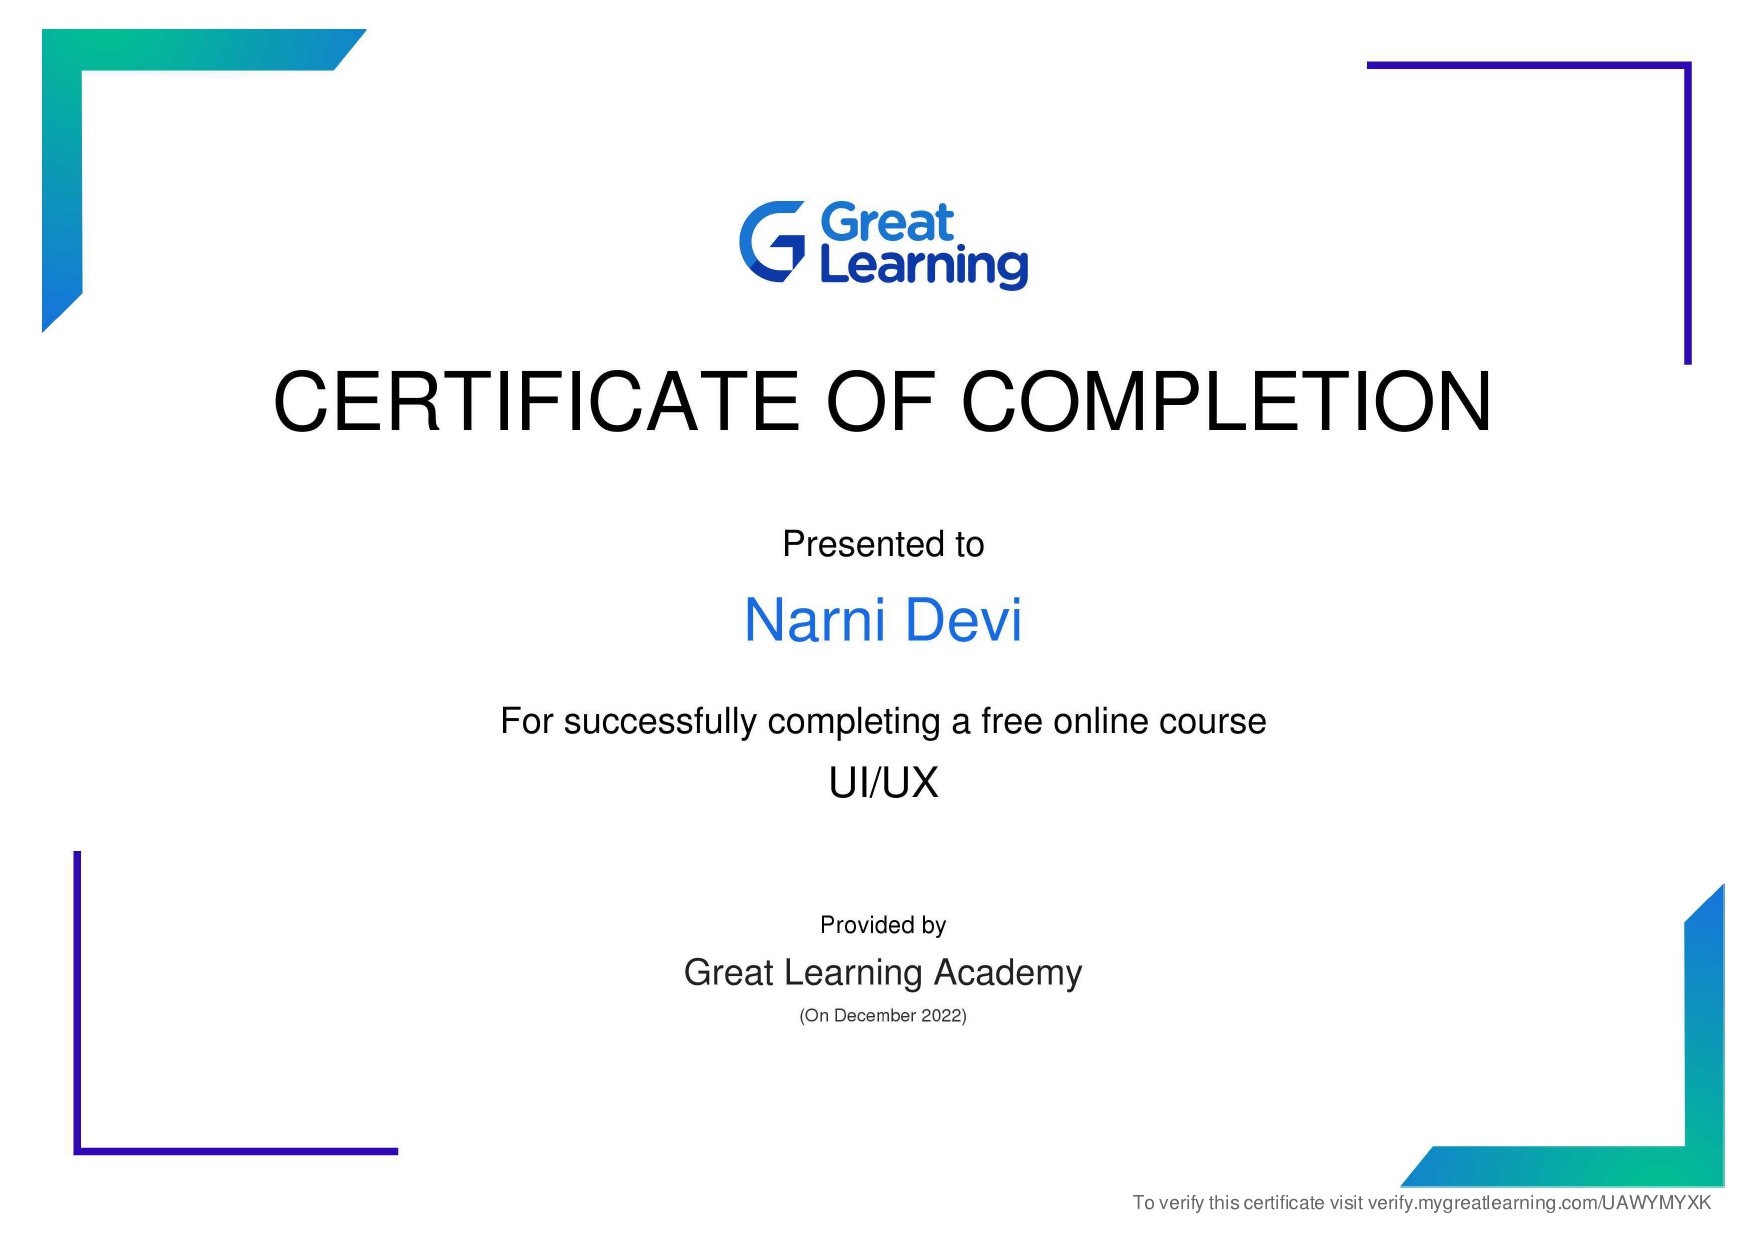 Great
Learning
CERTIFICATE OF COMPLETION
Presented to
Narni Devi
For successfully completing a free online course
UI/UX
Provided by
Great Learning Academy
(On December 2022)
To verify this certificate visit verify.mygreatlearning.com/UAWYMYXK